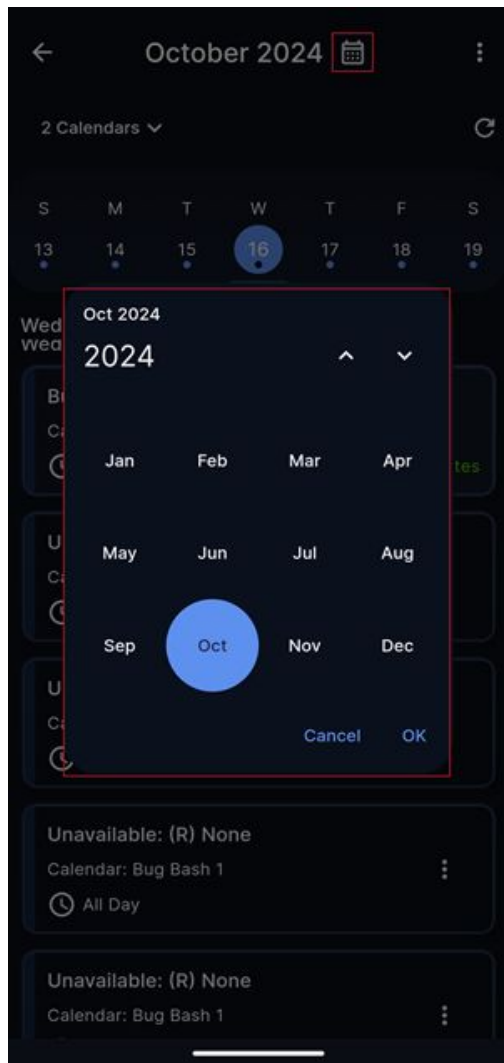 October 2024
2 Calendars
S M T W T F S
13 14 15 16 17 18 19
Oct 2024
Wed
Wed
2024
Jan Feb Mar Apr
tes
May Jun Jul Aug
U
Sep Oct Nov Dec
U
Cancel OK
Unavailable: (R) None
Calendar: Bug Bash 1
All Day
Unavailable: (R) None
Calendar: Bug Bash 1